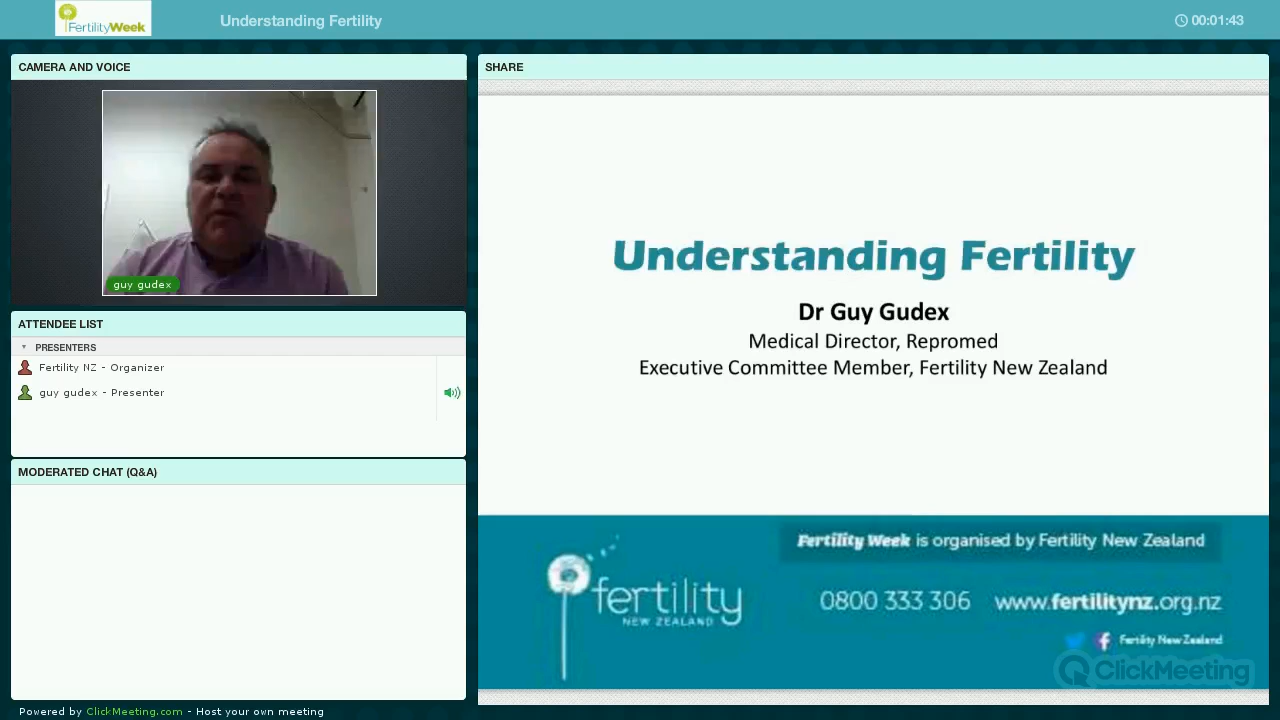 FertilityWeek
Understanding Fertility
00:01:43
CAMERA AND VOICE
guy gudex
ATTENDEE LIST
PRESENTERS
Fertility NZ - Organizer
guy gudex - Presenter
MODERATED CHAT (Q&A)
Powered by ClickMeeting.com - Host your own meeting
SHARE
Understanding Fertility
Dr Guy Gudex
Medical Director, Repromed
Executive Committee Member, Fertility New Zealand
Fertility Week is organised by Fertility New Zealand
fertility
NEW ZEALAND
0800 333 306 www.fertilitynz.org.nz
Fertility New Zealand
ClickMeeting